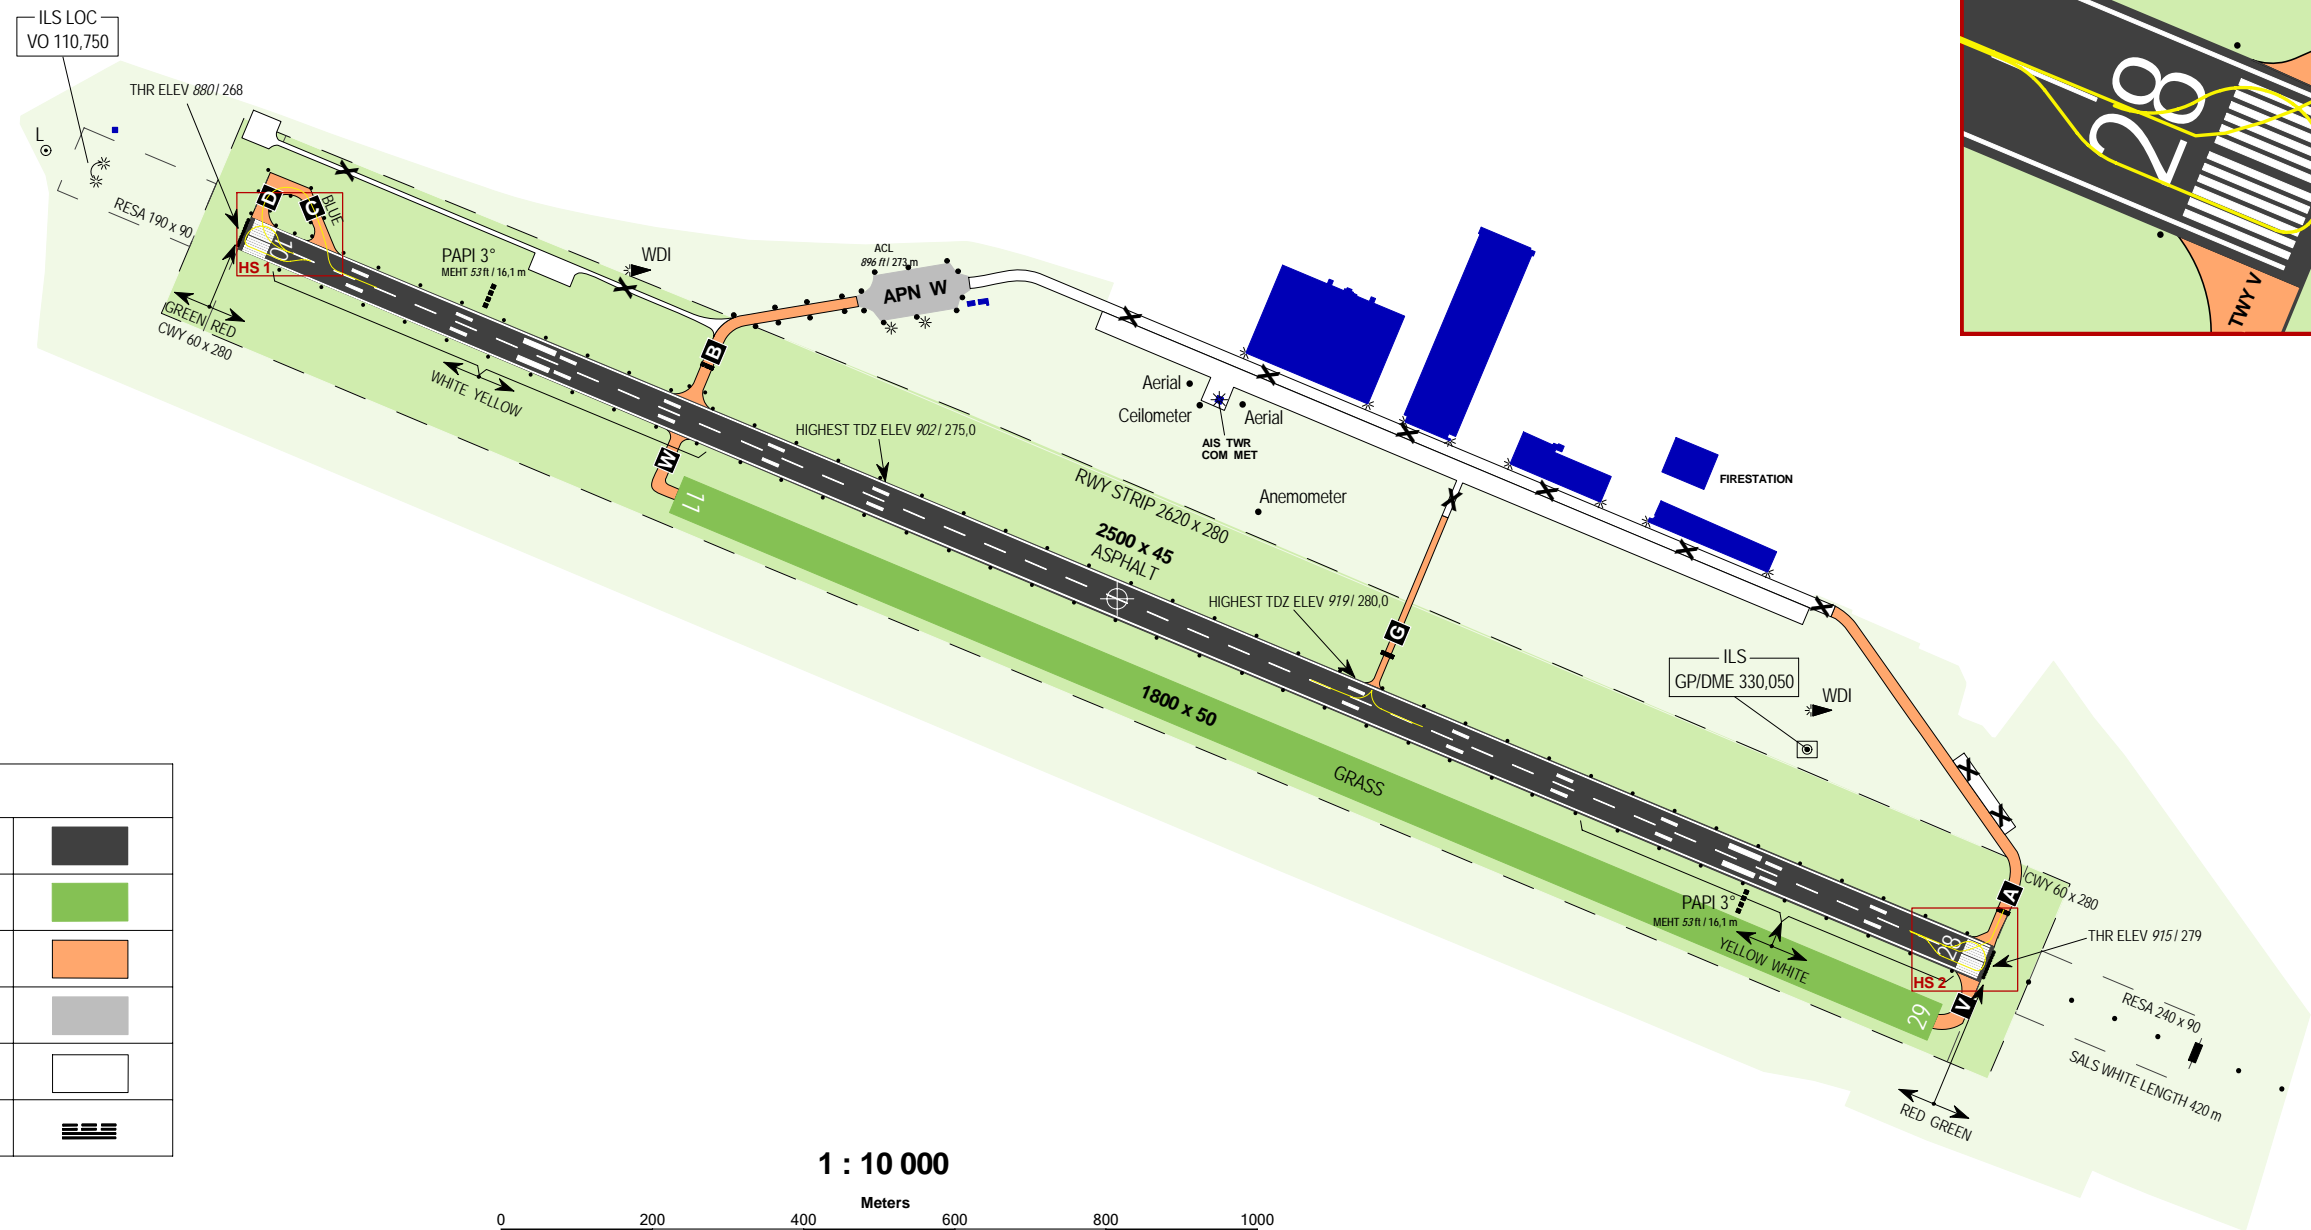 ILS LOC
VO 110,750
THR ELEV 880 / 268
L
RESA 190 x 90
D
C
BLUE
10
HS 1
GREEN RED
CWY 60 x 280
PAPI 3°
MEHT 53 ft / 16,1 m
WHITE YELLOW
X
X
WDI
ACL
896 ft / 273 m
APN W
B
W
11
HIGHEST TDZ ELEV 902 / 275,0
Aerial
Ceilometer
Aerial
AIS TWR
COM MET
Anemometer
RWY STRIP 2620 x 280
2500 x 45
ASPHALT
X
X
X
X
X
X
X
FIRESTATION
HIGHEST TDZ ELEV 919 / 280,0
G
1800 x 50
GRASS
ILS
GP/DME 330,050
WDI
X
X
A
CWY 60 x 280
PAPI 3°
MEHT 53 ft / 16,1 m
YELLOW WHITE
28
HS 2
THR ELEV 915 / 279
V
29
RESA 240 x 90
SALS WHITE LENGTH 420 m
RED GREEN
28
TWY V
1 : 10 000
Meters
0 200 400 600 800 1000